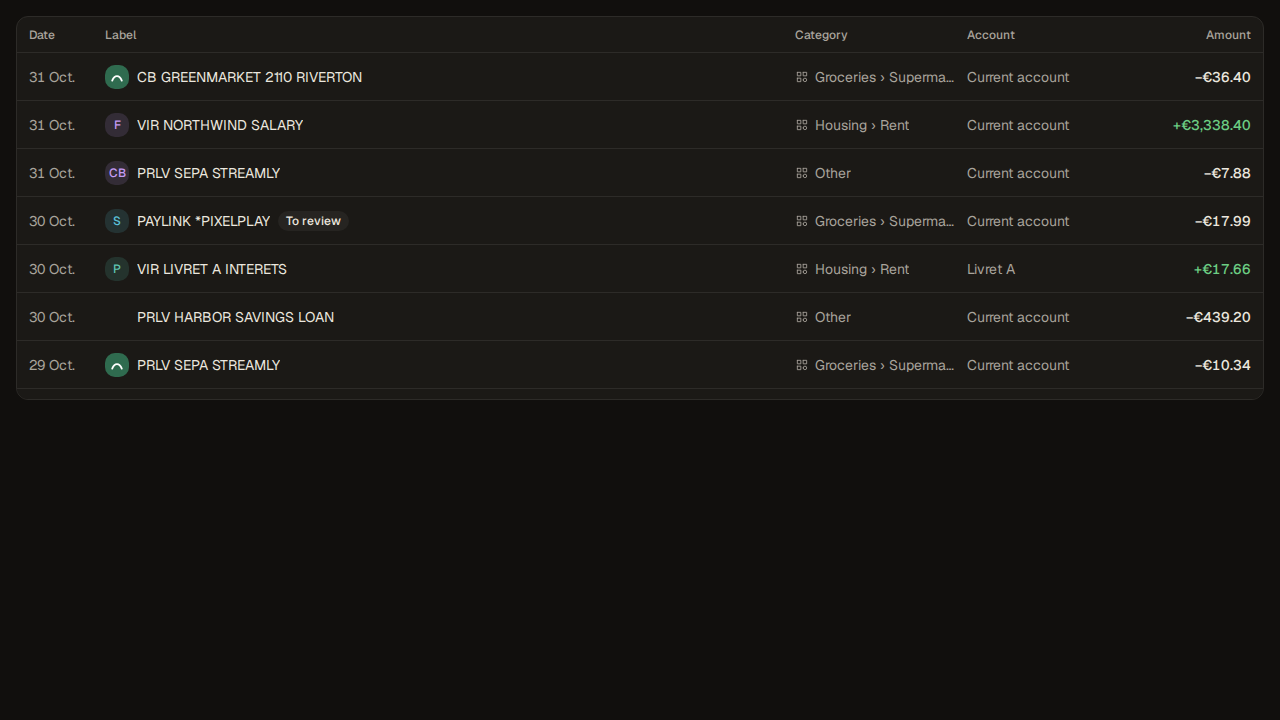 Date Label Category Account Amount
31 Oct. CB GREENMARKET 2110 RIVERTON Groceries › Superma… Current account −€36.40
31 Oct. F VIR NORTHWIND SALARY Housing › Rent Current account +€3,338.40
31 Oct. CB PRLV SEPA STREAMLY Other Current account −€7.88
30 Oct. S PAYLINK *PIXELPLAY To review Groceries › Superma… Current account −€17.99
30 Oct. P VIR LIVRET A INTERETS Housing › Rent Livret A +€17.66
30 Oct. PRLV HARBOR SAVINGS LOAN Other Current account −€439.20
29 Oct. PRLV SEPA STREAMLY Groceries › Superma… Current account −€10.34